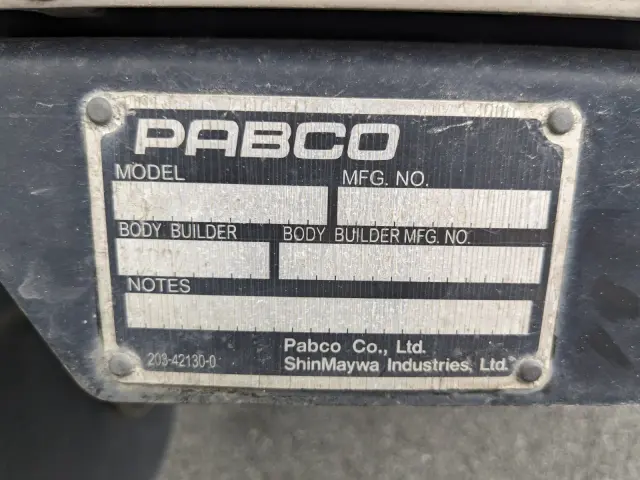 PABCO
MODEL MFG. NO.
BODY BUILDER BODY BUILDER MFG. NO.
NOTES
Pabco Co., Ltd.
203-42130-0 ShinMaywa Industries, Ltd.